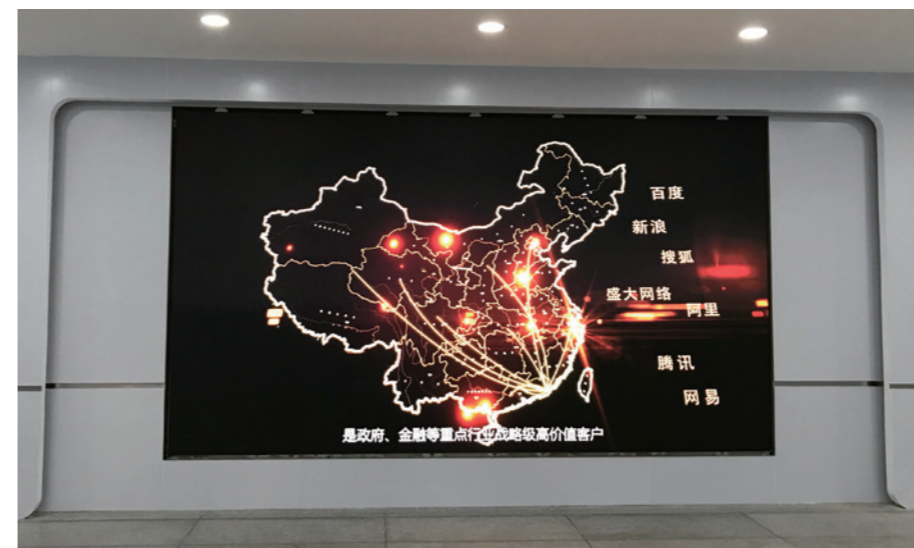 百度
新浪
搜狐
盛大网络
阿里
腾讯
网易
是政府、金融等重点行业战略级高价值客户